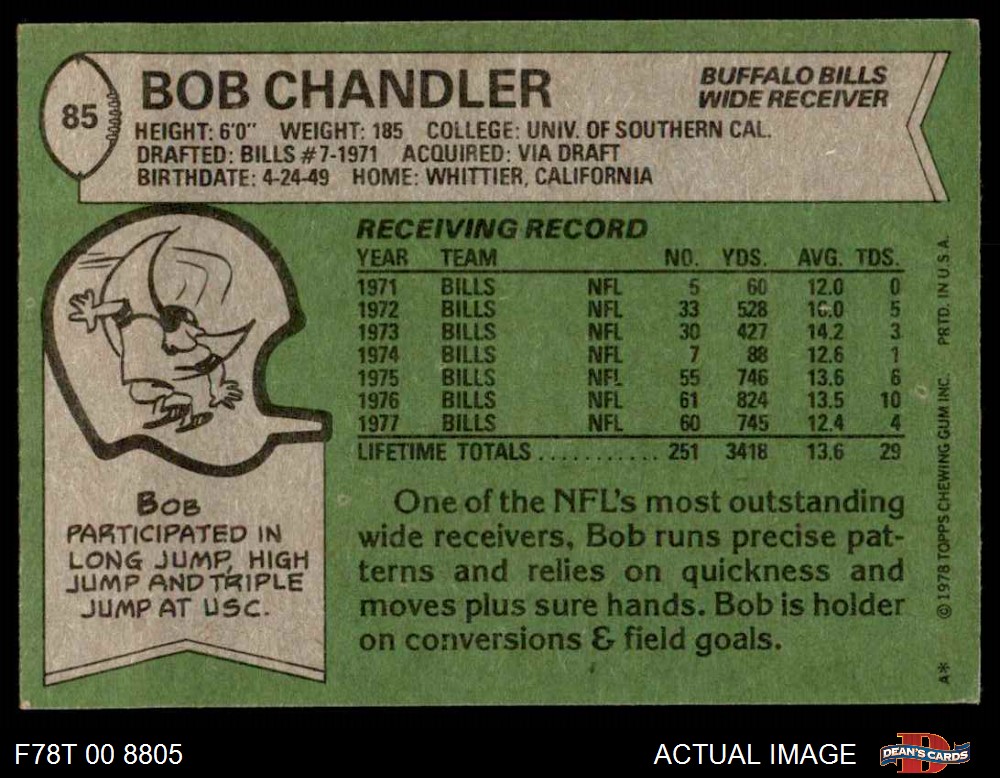 85
BOB CHANDLER
BUFFALO BILLS
WIDE RECEIVER
HEIGHT: 6'0" WEIGHT: 185 COLLEGE: UNIV. OF SOUTHERN CAL.
DRAFTED: BILLS #7-1971 ACQUIRED: VIA DRAFT
BIRTHDATE: 4-24-49 HOME: WHITTIER, CALIFORNIA
RECEIVING RECORD
YEAR TEAM NO. YDS. AVG. TDS.
1971 BILLS NFL 5 60 12.0 0
1972 BILLS NFL 33 528 16.0 5
1973 BILLS NFL 30 427 14.2 3
1974 BILLS NFL 7 88 12.6 1
1975 BILLS NFL 55 746 13.6 6
1976 BILLS NFL 61 824 13.5 10
1977 BILLS NFL 60 745 12.4 4
LIFETIME TOTALS ........... 251 3418 13.6 29
BOB
PARTICIPATED IN
LONG JUMP, HIGH
JUMP AND TRIPLE
JUMP AT USC.
One of the NFL's most outstanding
wide receivers, Bob runs precise pat-
terns and relies on quickness and
moves plus sure hands. Bob is holder
on conversions & field goals.
A* © 1978 TOPPS CHEWING GUM INC. PRTD. IN U.S.A.
F78T 00 8805
ACTUAL IMAGE
D
DEAN'S CARDS